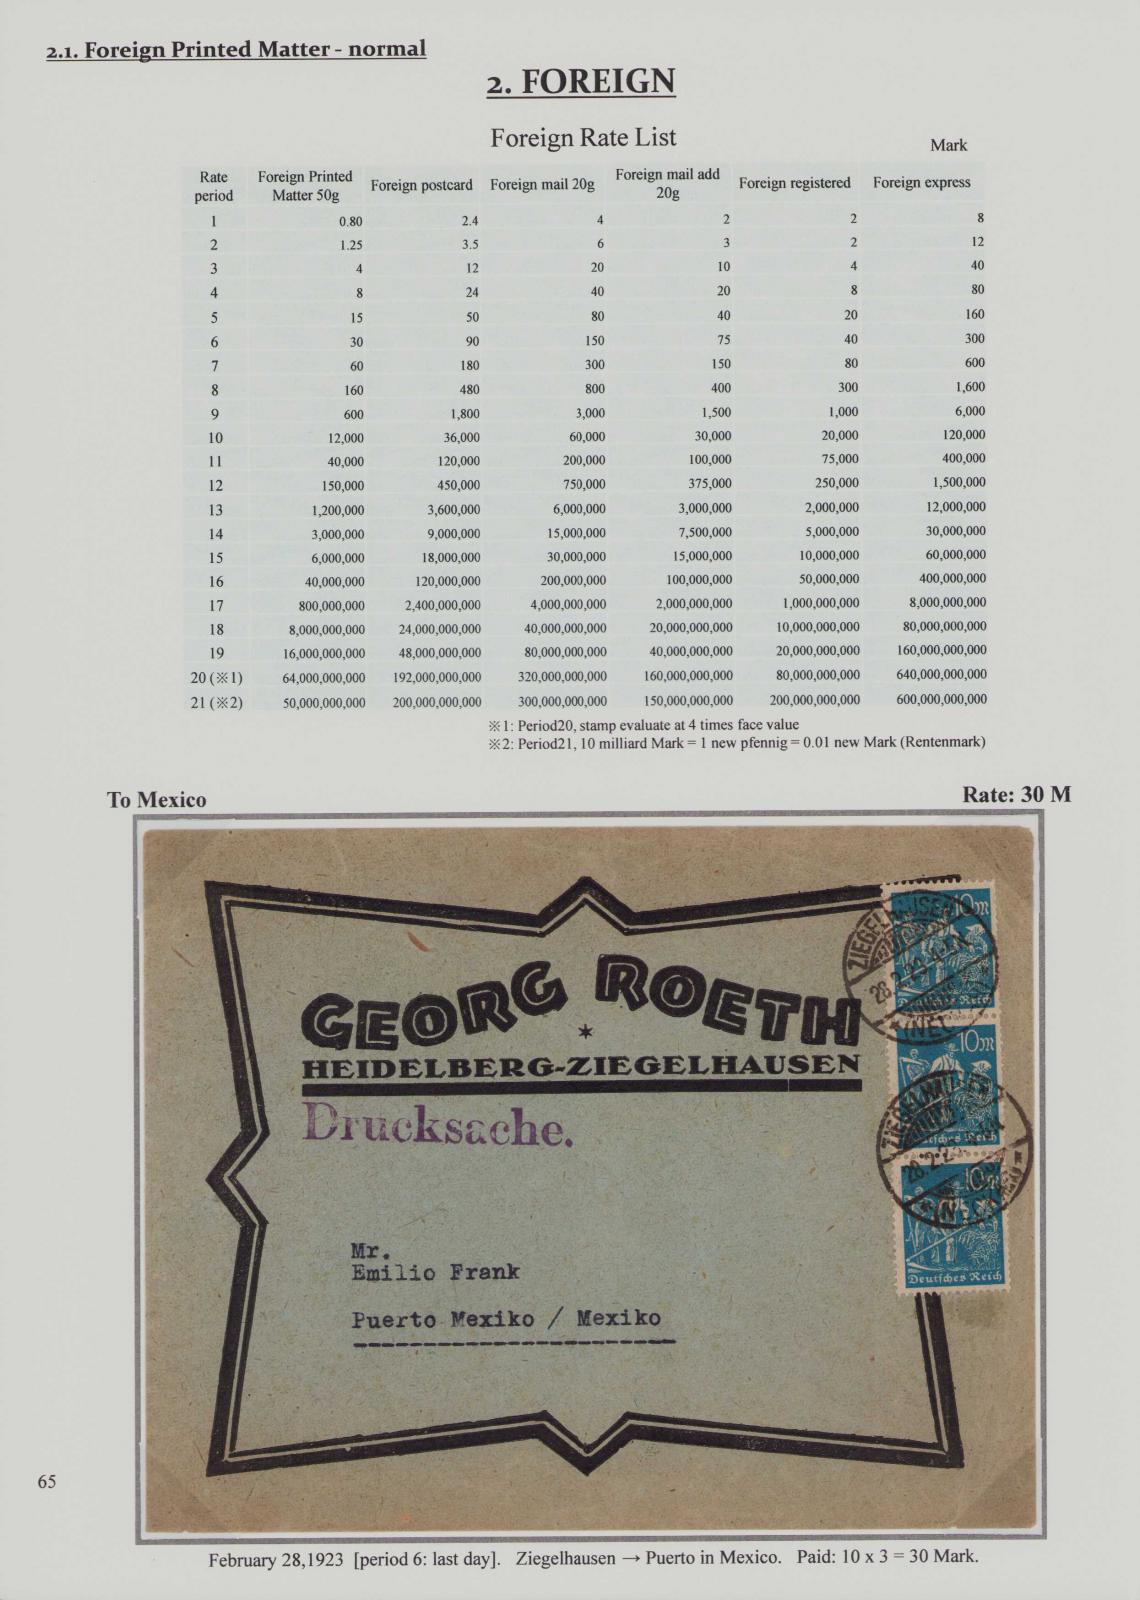 2.1. Foreign Printed Matter - normal
2. FOREIGN
Foreign Rate List
Mark
Rate period Foreign Printed Matter 50g Foreign postcard Foreign mail 20g Foreign mail add 20g Foreign registered Foreign express
1 0.80 2.4 4 2 2 8
2 1.25 3.5 6 3 2 12
3 4 12 20 10 4 40
4 8 24 40 20 8 80
5 15 50 80 40 20 160
6 30 90 150 75 40 300
7 60 180 300 150 80 600
8 160 480 800 400 300 1,600
9 600 1,800 3,000 1,500 1,000 6,000
10 12,000 36,000 60,000 30,000 20,000 120,000
11 40,000 120,000 200,000 100,000 75,000 400,000
12 150,000 450,000 750,000 375,000 250,000 1,500,000
13 1,200,000 3,600,000 6,000,000 3,000,000 2,000,000 12,000,000
14 3,000,000 9,000,000 15,000,000 7,500,000 5,000,000 30,000,000
15 6,000,000 18,000,000 30,000,000 15,000,000 10,000,000 60,000,000
16 40,000,000 120,000,000 200,000,000 100,000,000 50,000,000 400,000,000
17 800,000,000 2,400,000,000 4,000,000,000 2,000,000,000 1,000,000,000 8,000,000,000
18 8,000,000,000 24,000,000,000 40,000,000,000 20,000,000,000 10,000,000,000 80,000,000,000
19 16,000,000,000 48,000,000,000 80,000,000,000 40,000,000,000 20,000,000,000 160,000,000,000
20 (※1) 64,000,000,000 192,000,000,000 320,000,000,000 160,000,000,000 80,000,000,000 640,000,000,000
21 (※2) 50,000,000,000 200,000,000,000 300,000,000,000 150,000,000,000 200,000,000,000 600,000,000,000
※1: Period20, stamp evaluate at 4 times face value
※2: Period21, 10 milliard Mark = 1 new pfennig = 0.01 new Mark (Rentenmark)
To Mexico
Rate: 30 M
GEORG ROETH
HEIDELBERG-ZIEGELHAUSEN
Drucksache.
10m
Deutsches Reich
ZIEGELHAUSEN
28.2.23
10m
10m
Deutsches Reich
Mr.
Emilio Frank
Puerto Mexiko / Mexiko
65
February 28,1923 [period 6: last day]. Ziegelhausen → Puerto in Mexico. Paid: 10 x 3 = 30 Mark.